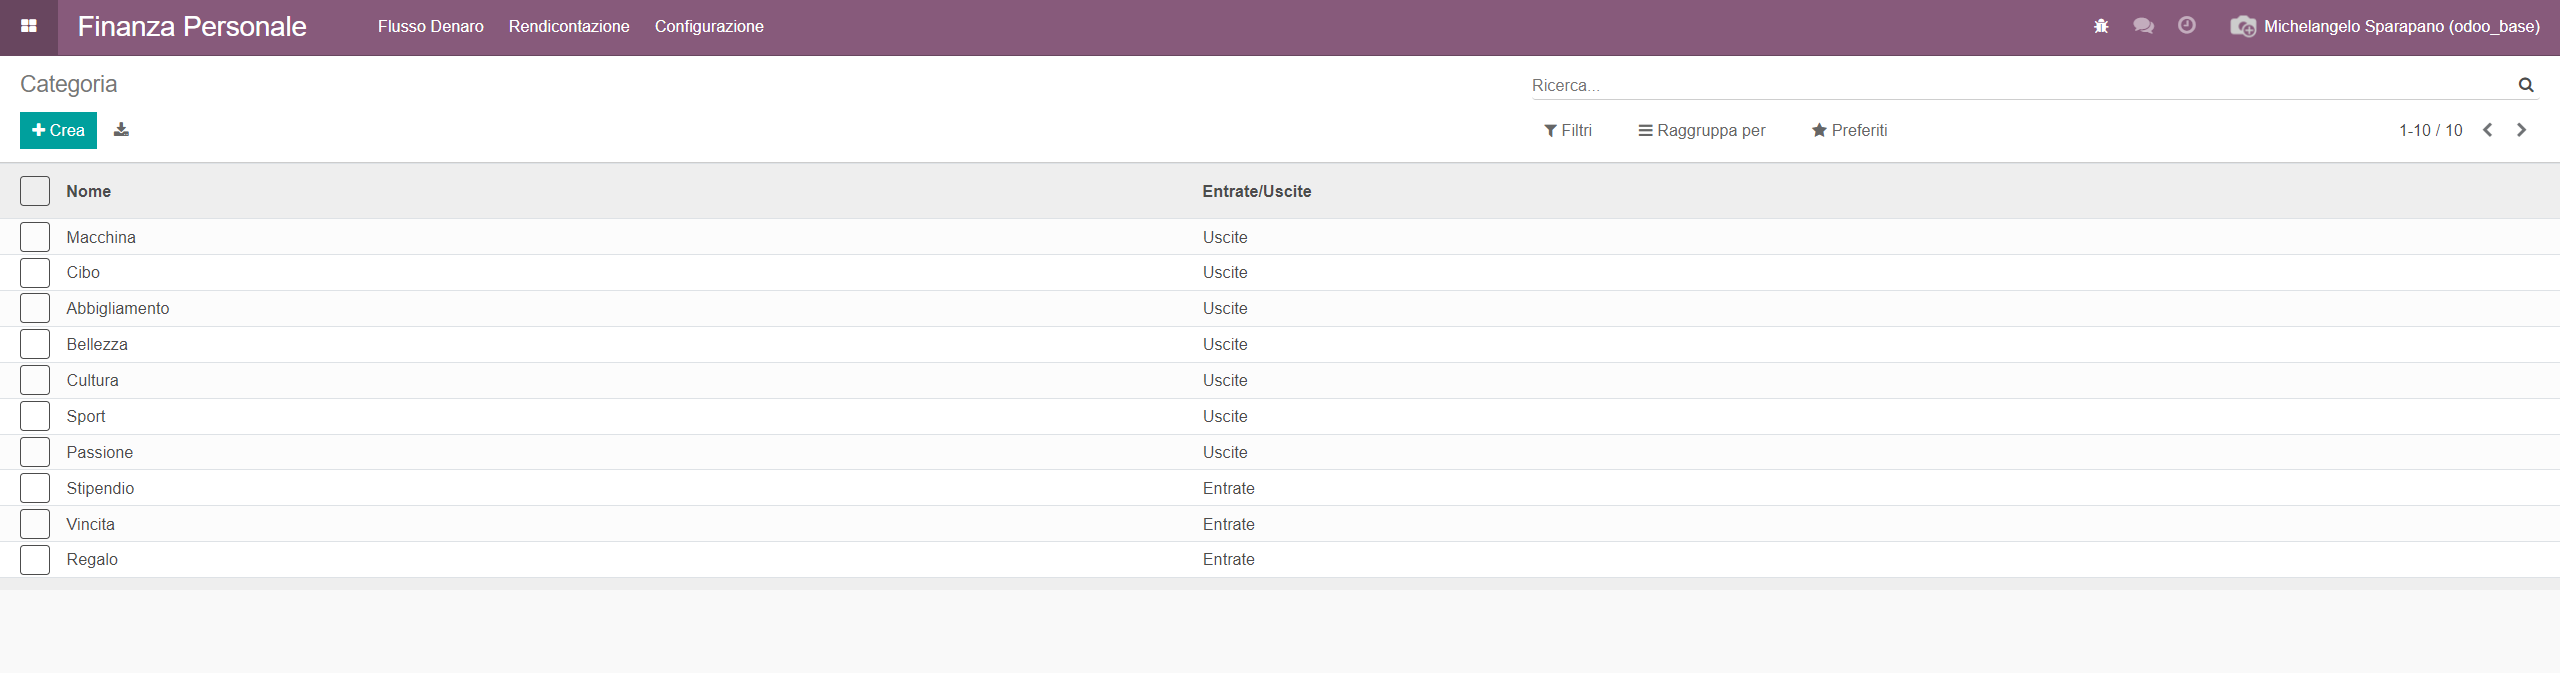 Finanza Personale Flusso Denaro Rendicontazione Configurazione Michelangelo Sparapano (odoo_base)
Categoria Ricerca...
Crea Filtri Raggruppa per Preferiti 1-10 / 10
Nome Entrate/Uscite
Macchina Uscite
Cibo Uscite
Abbigliamento Uscite
Bellezza Uscite
Cultura Uscite
Sport Uscite
Passione Uscite
Stipendio Entrate
Vincita Entrate
Regalo Entrate